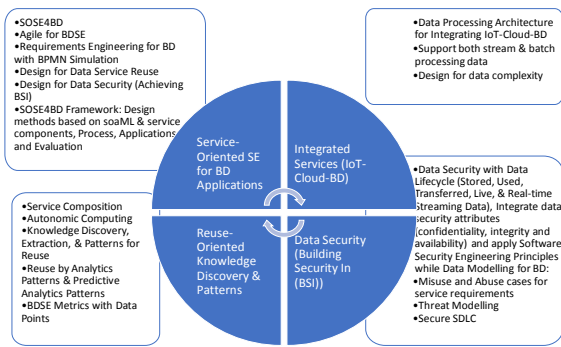 •SOSE4BD
•Agile for BDSE
•Requirements Engineering for BD
with BPMN Simulation
•Design for Data Service Reuse
•Design for Data Security (Achieving
BSI)
•SOSE4BD Framework: Design
methods based on soaML & service
components, Process, Applications
and Evaluation
•Data Processing Architecture
for Integrating IoT-Cloud-BD
•Support both stream & batch
processing data
•Design for data complexity
Service-
Oriented SE
for BD
Applications
Integrated
Services (IoT-
Cloud-BD)
•Service Composition
•Autonomic Computing
•Knowledge Discovery,
Extraction, & Patterns for
Reuse
•Reuse by Analytics
Patterns & Predictive
Analytics Patterns
•BDSE Metrics with Data
Points
Reuse-
Oriented
Knowledge
Discovery
& Patterns
Data Security
(Building
Security In
(BSI))
•Data Security with Data
Lifecycle (Stored, Used,
Transferred, Live, & Real-time
Streaming Data), Integrate data
security attributes
(confidentiality, integrity and
availability) and apply Software
Security Engineering Principles
while Data Modelling for BD:
•Misuse and Abuse cases for
service requirements
•Threat Modelling
•Secure SDLC